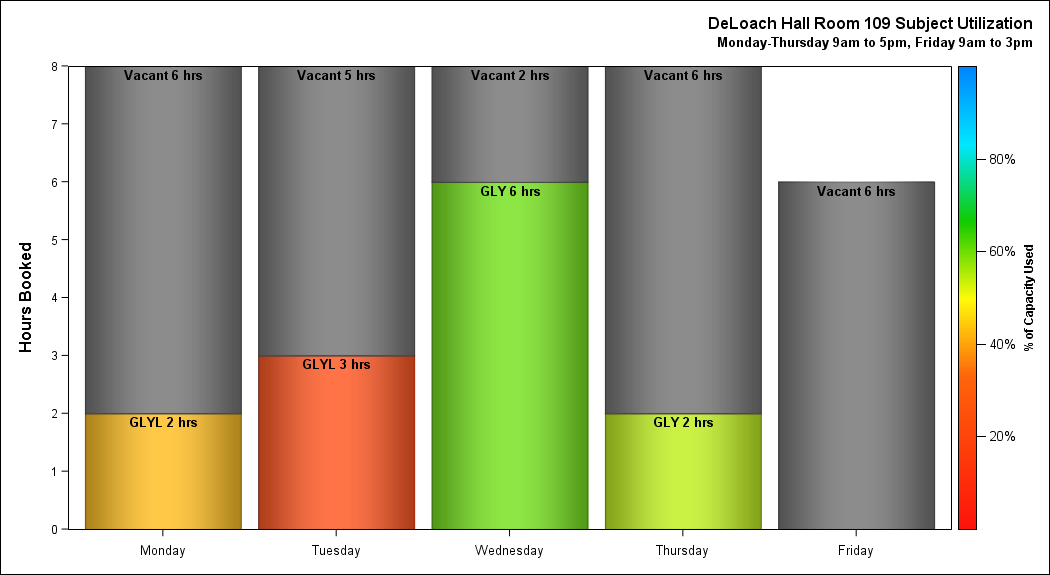 DeLoach Hall Room 109 Subject Utilization
Monday-Thursday 9am to 5pm, Friday 9am to 3pm
8
7
6
5
4
3
2
1
0
Hours Booked
Vacant 6 hrs
GLYL 2 hrs
Vacant 5 hrs
GLYL 3 hrs
Vacant 2 hrs
GLY 6 hrs
Vacant 6 hrs
GLY 2 hrs
Vacant 6 hrs
Monday
Tuesday
Wednesday
Thursday
Friday
80%
60%
40%
20%
% of Capacity Used